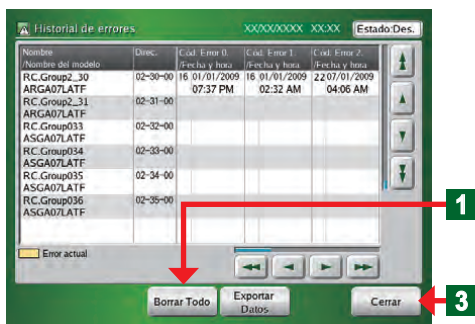 Historial de errores XX/XX/XXXX XX:XX Estado:Des.
Nombre Direc. Cód. Error 0. Cód. Error 1. Cód. Error 2.
/Nombre del modelo /Fecha y hora /Fecha y hora /Fecha y hora
RC.Group2_30 02-30-00 16 01/01/2009 16 01/01/2009 22 07/01/2009
ARGA07LATF 07:37 PM 02:32 AM 04:06 AM
RC.Group2_31 02-31-00
ARGA07LATF
RC.Group033 02-32-00
ASGA07LATF
RC.Group034 02-33-00
ASGA07LATF
RC.Group035 02-34-00
ASGA07LATF
RC.Group036 02-35-00
ASGA07LATF
1
Error actual
Borrar Todo Exportar Datos Cerrar
3